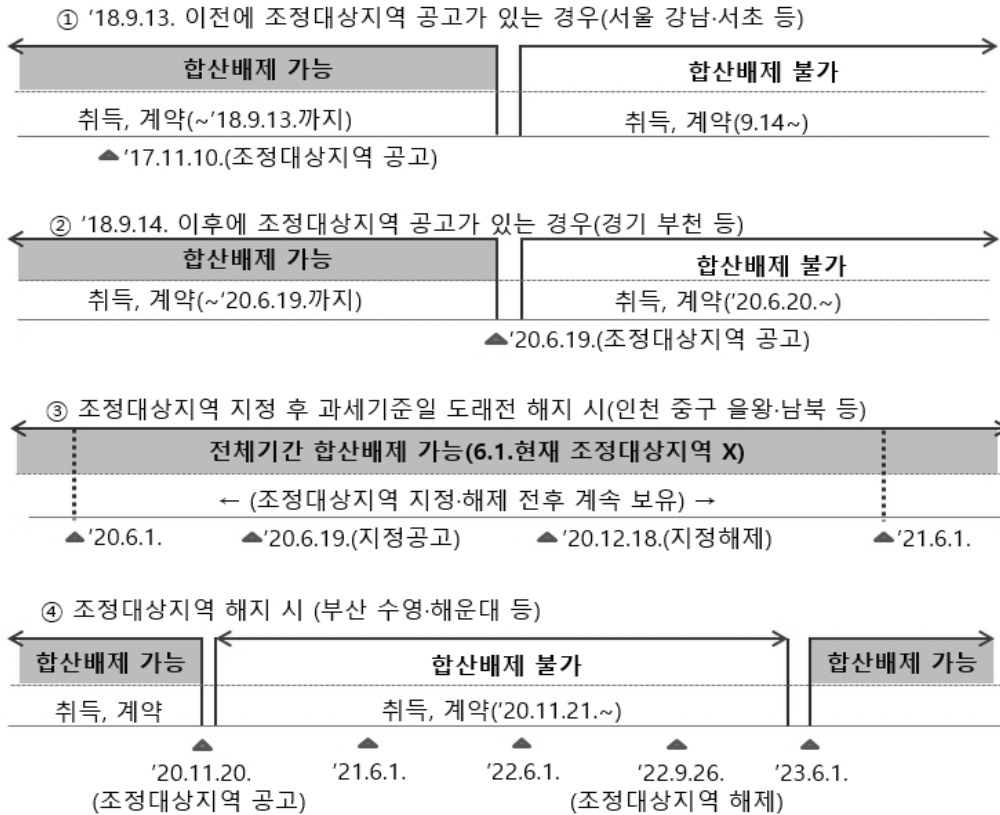 ① ‘18.9.13. 이전에 조정대상지역 공고가 있는 경우(서울 강남·서초 등)
합산배제 가능
합산배제 불가
취득, 계약(~’18.9.13.까지)
취득, 계약(9.14~)
’17.11.10.(조정대상지역 공고)
② ’18.9.14. 이후에 조정대상지역 공고가 있는 경우(경기 부천 등)
합산배제 가능
합산배제 불가
취득, 계약(~‘20.6.19.까지)
취득, 계약(’20.6.20.~)
’20.6.19.(조정대상지역 공고)
③ 조정대상지역 지정 후 과세기준일 도래전 해지 시(인천 중구 을왕·남북 등)
전체기간 합산배제 가능(6.1.현재 조정대상지역 X)
← (조정대상지역 지정·해제 전후 계속 보유) →
’20.6.1.
’20.6.19.(지정공고)
’20.12.18.(지정해제)
’21.6.1.
④ 조정대상지역 해지 시 (부산 수영·해운대 등)
합산배제 가능
합산배제 불가
합산배제 가능
취득, 계약
취득, 계약(’20.11.21.~)
’20.11.20.
’21.6.1.
’22.6.1.
’22.9.26.
’23.6.1.
(조정대상지역 공고)
(조정대상지역 해제)